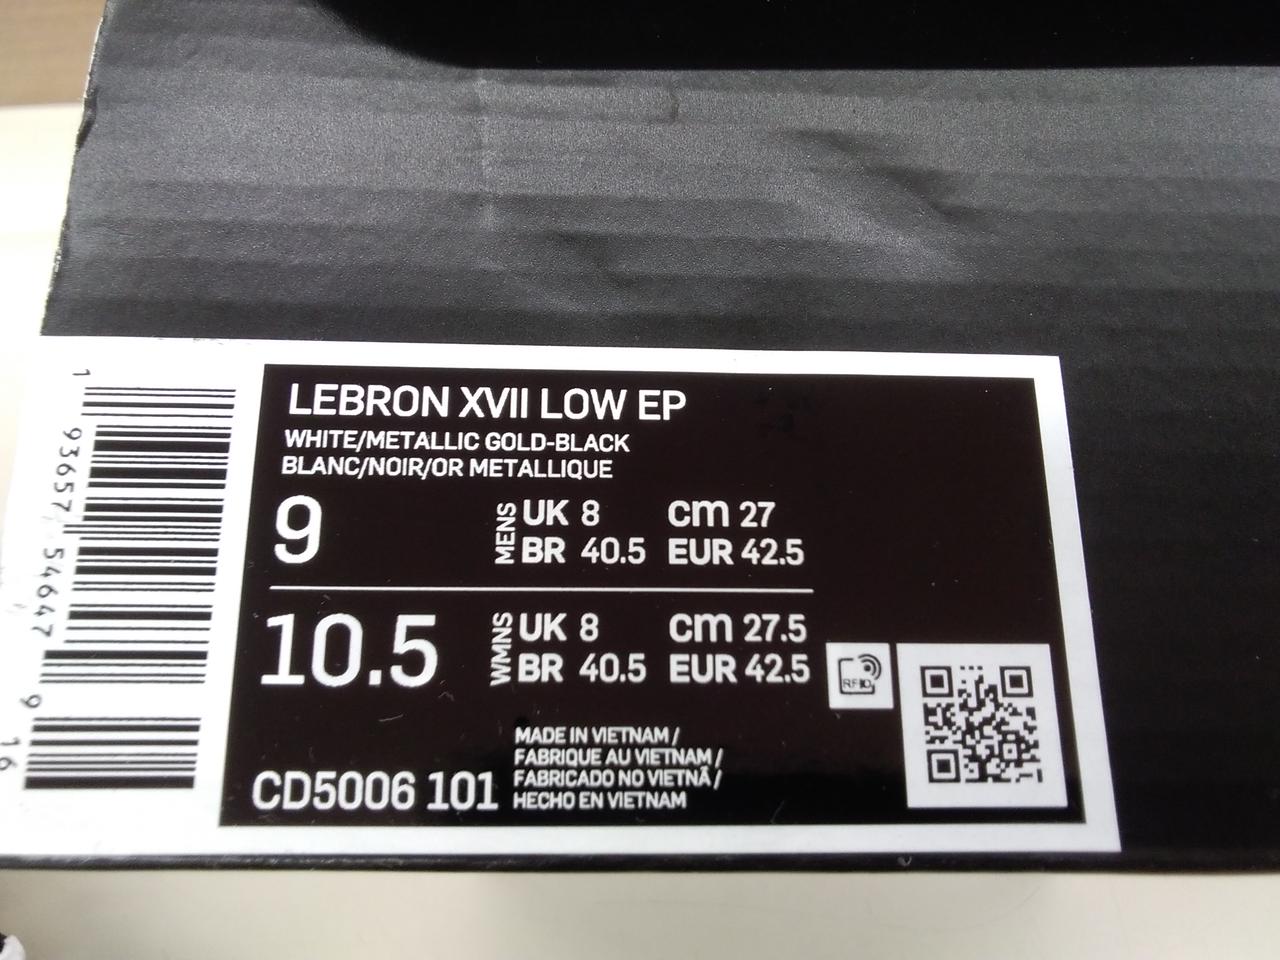 LEBRON XVII LOW EP
WHITE/METALLIC GOLD-BLACK
BLANC/NOIR/OR METALLIQUE
9 MENS UK 8 cm 27
BR 40.5 EUR 42.5
10.5 WMNS UK 8 cm 27.5
BR 40.5 EUR 42.5
RFID
MADE IN VIETNAM /
FABRIQUE AU VIETNAM /
FABRICADO NO VIETNÃ /
HECHO EN VIETNAM
CD5006 101
1 93657 54647 9 16